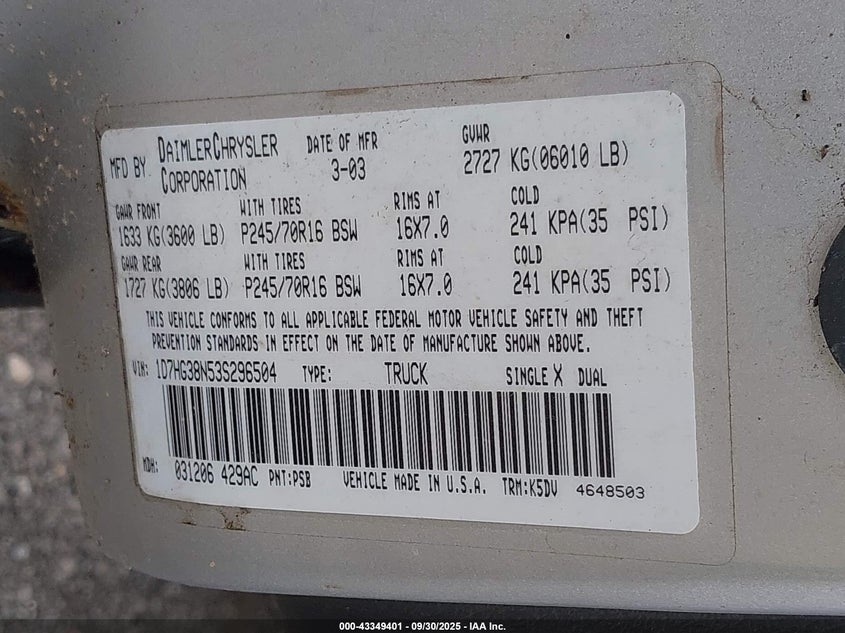 MFD BY DAIMLERCHRYSLER CORPORATION DATE OF MFR 3-03 GVWR 2727 KG(06010 LB)
GAWR FRONT WITH TIRES RIMS AT COLD
1633 KG(3600 LB) P245/70R16 BSW 16X7.0 241 KPA(35 PSI)
GAWR REAR WITH TIRES RIMS AT COLD
1727 KG(3806 LB) P245/70R16 BSW 16X7.0 241 KPA(35 PSI)
THIS VEHICLE CONFORMS TO ALL APPLICABLE FEDERAL MOTOR VEHICLE SAFETY AND THEFT
PREVENTION STANDARDS IN EFFECT ON THE DATE OF MANUFACTURE SHOWN ABOVE.
VIN: 1D7HG38N53S296504 TYPE: TRUCK SINGLE X DUAL
MDH: 031206 429AC PNT:PSB VEHICLE MADE IN U.S.A. TRM:K5DV 4648503
000-43349401 - 09/30/2025 - IAA Inc.